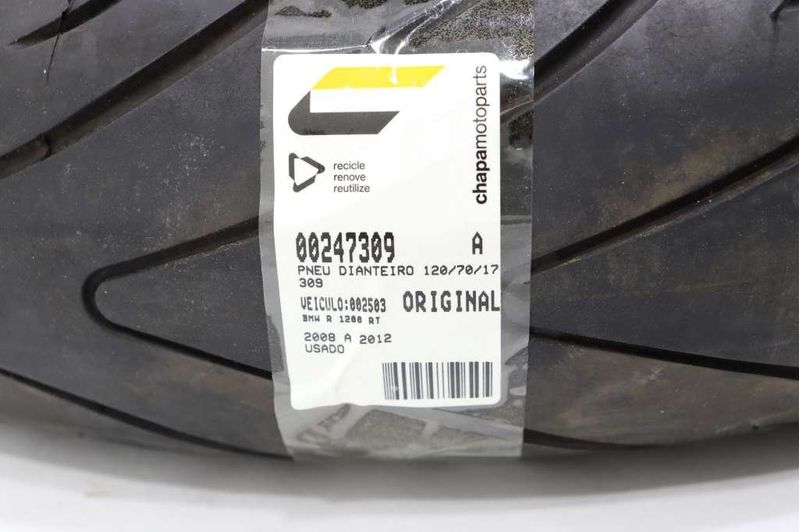 recicle
renove
reutilize
chapamotoparts
00247309 A
PNEU DIANTEIRO 120/70/17
309
VEICULO:002503 ORIGINAL
BMW R 1200 RT
2008 A 2012
USADO